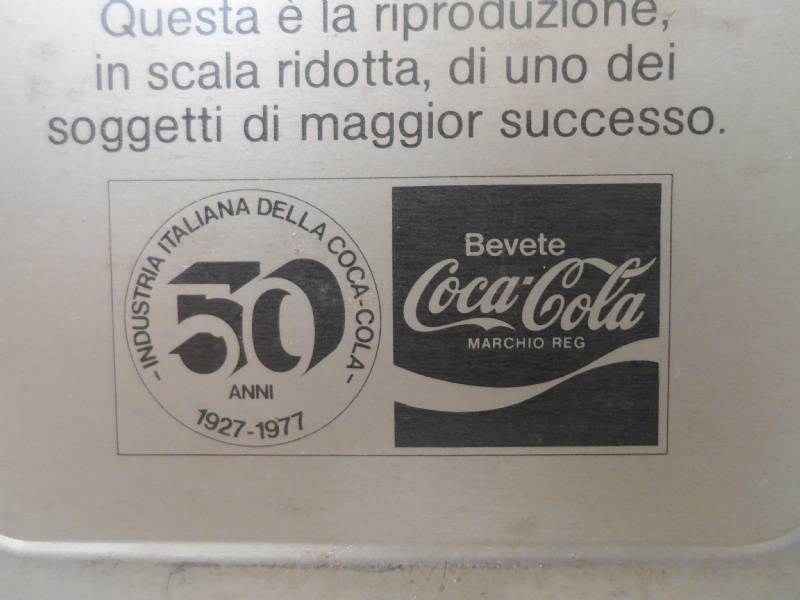 Questa è la riproduzione,
in scala ridotta, di uno dei
soggetti di maggior successo.
-INDUSTRIA ITALIANA DELLA COCA-COLA-
50
ANNI
1927-1977
Bevete
Coca-Cola
MARCHIO REG